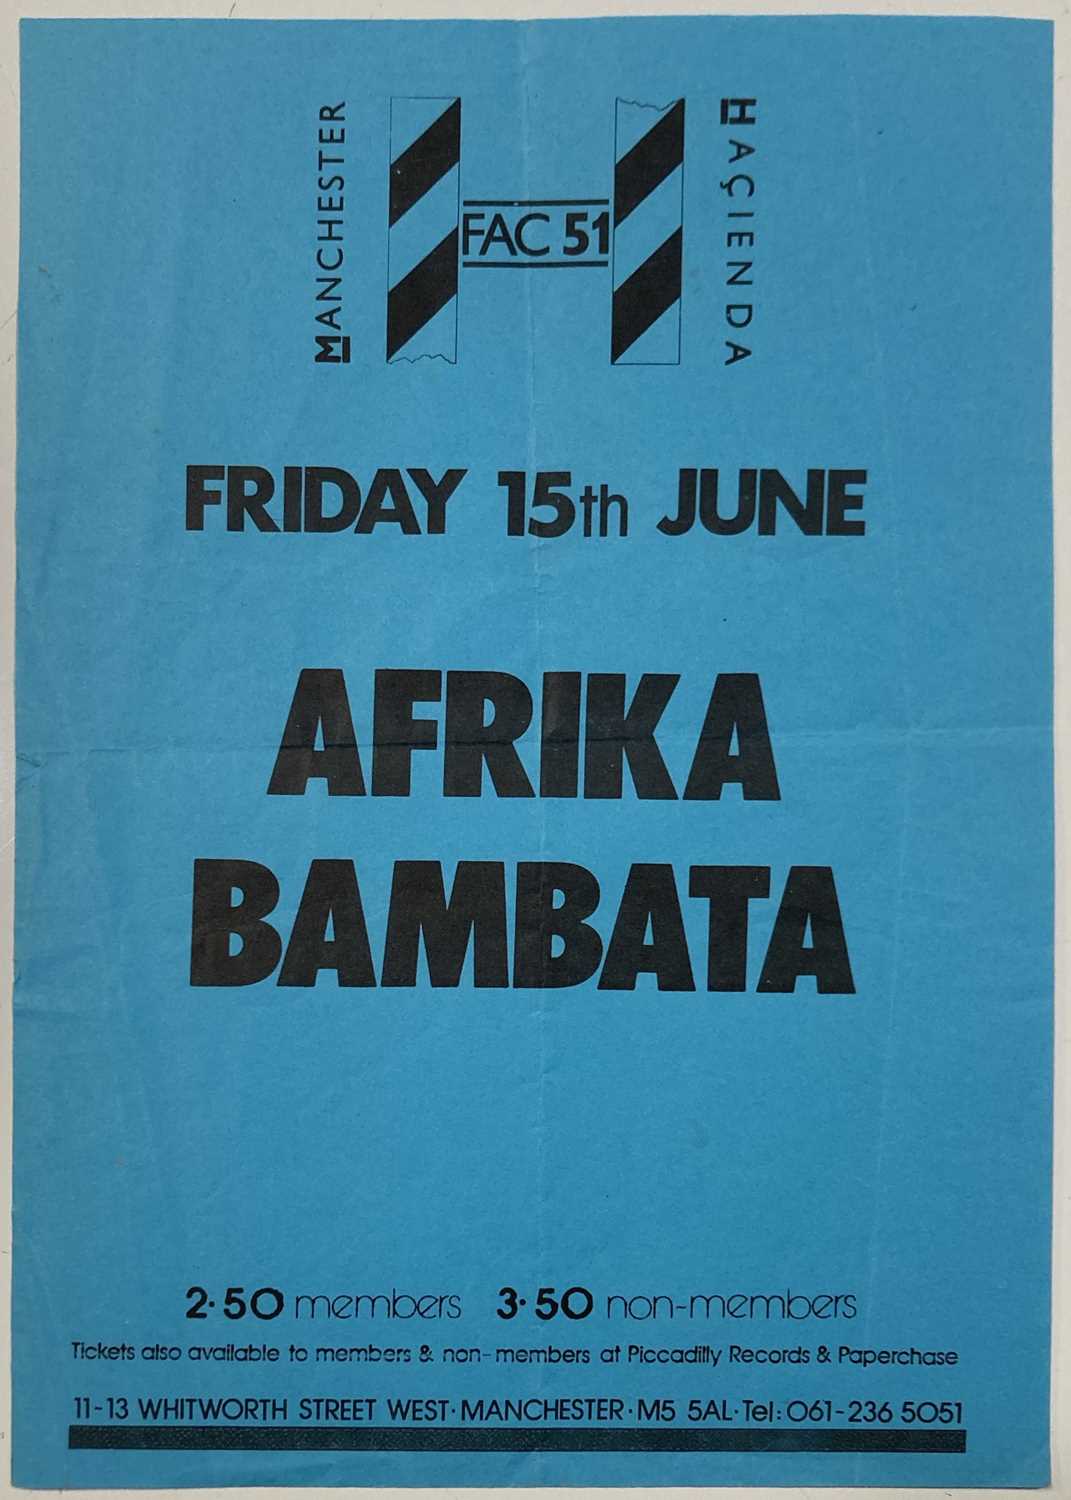 MANCHESTER
FAC 51
HAÇIENDA
FRIDAY 15th JUNE
AFRIKA
BAMBATA
2·50 members 3·50 non-members
Tickets also available to members & non-members at Piccadilly Records & Paperchase
11-13 WHITWORTH STREET WEST·MANCHESTER·M5 5AL·Tel:061-236 5051